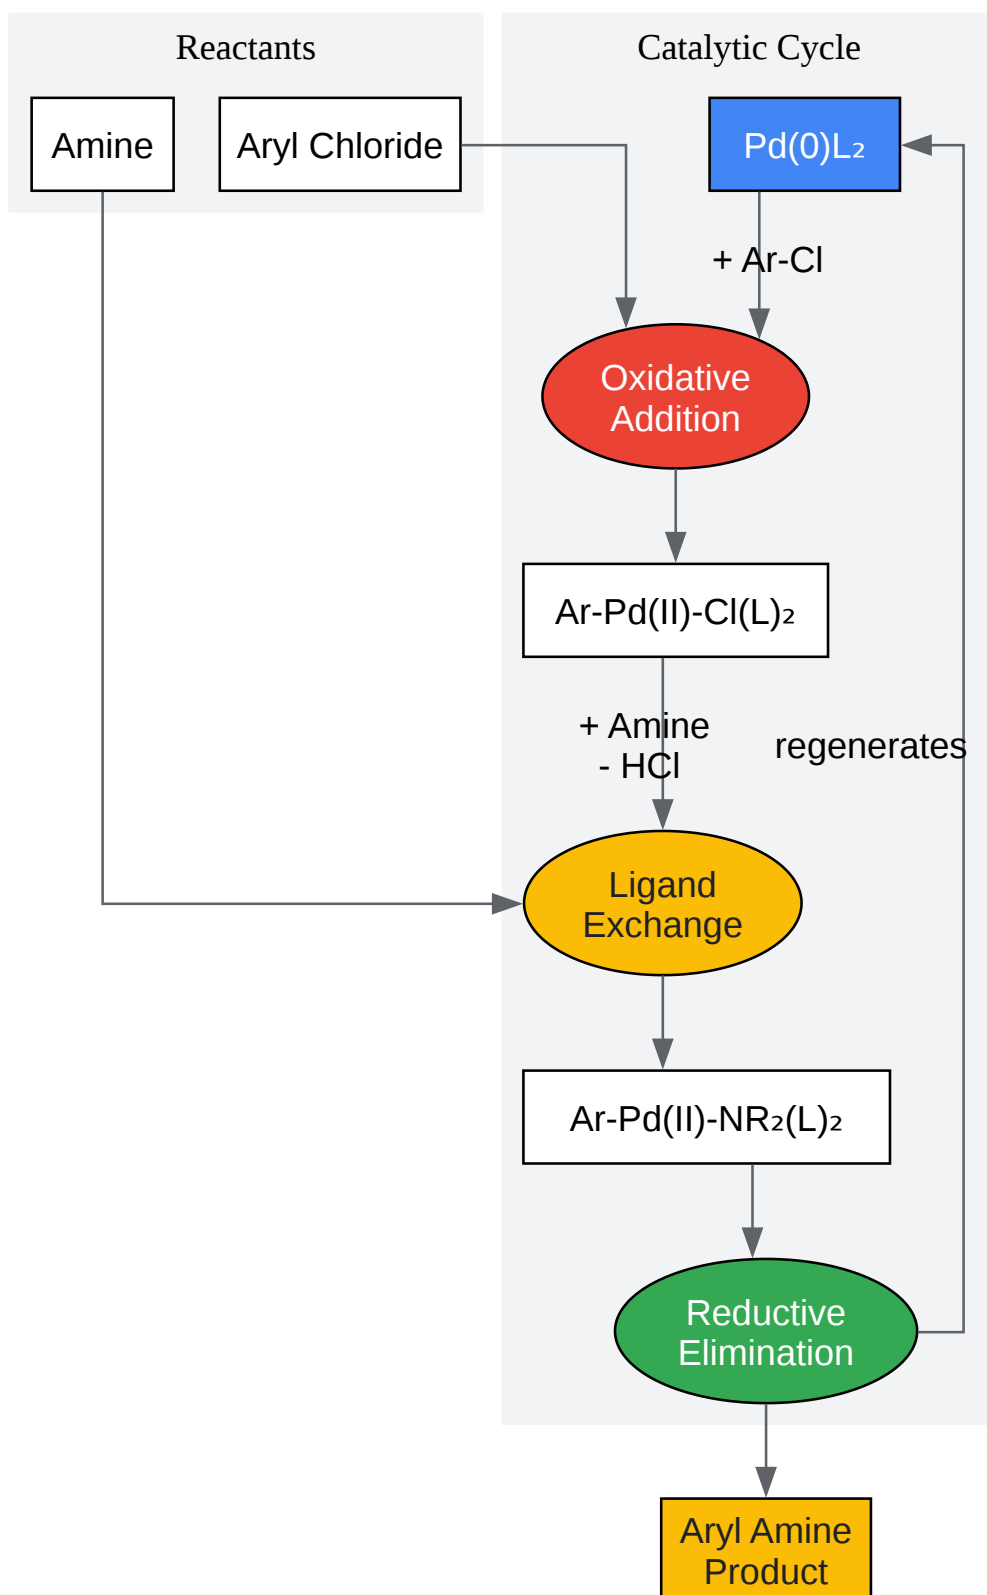 Reactants
Catalytic Cycle
Amine
Aryl Chloride
Pd(0)L₂
+ Ar-Cl
Oxidative
Addition
Ar-Pd(II)-Cl(L)₂
+ Amine
- HCl
regenerates
Ligand
Exchange
Ar-Pd(II)-NR₂(L)₂
Reductive
Elimination
Aryl Amine
Product